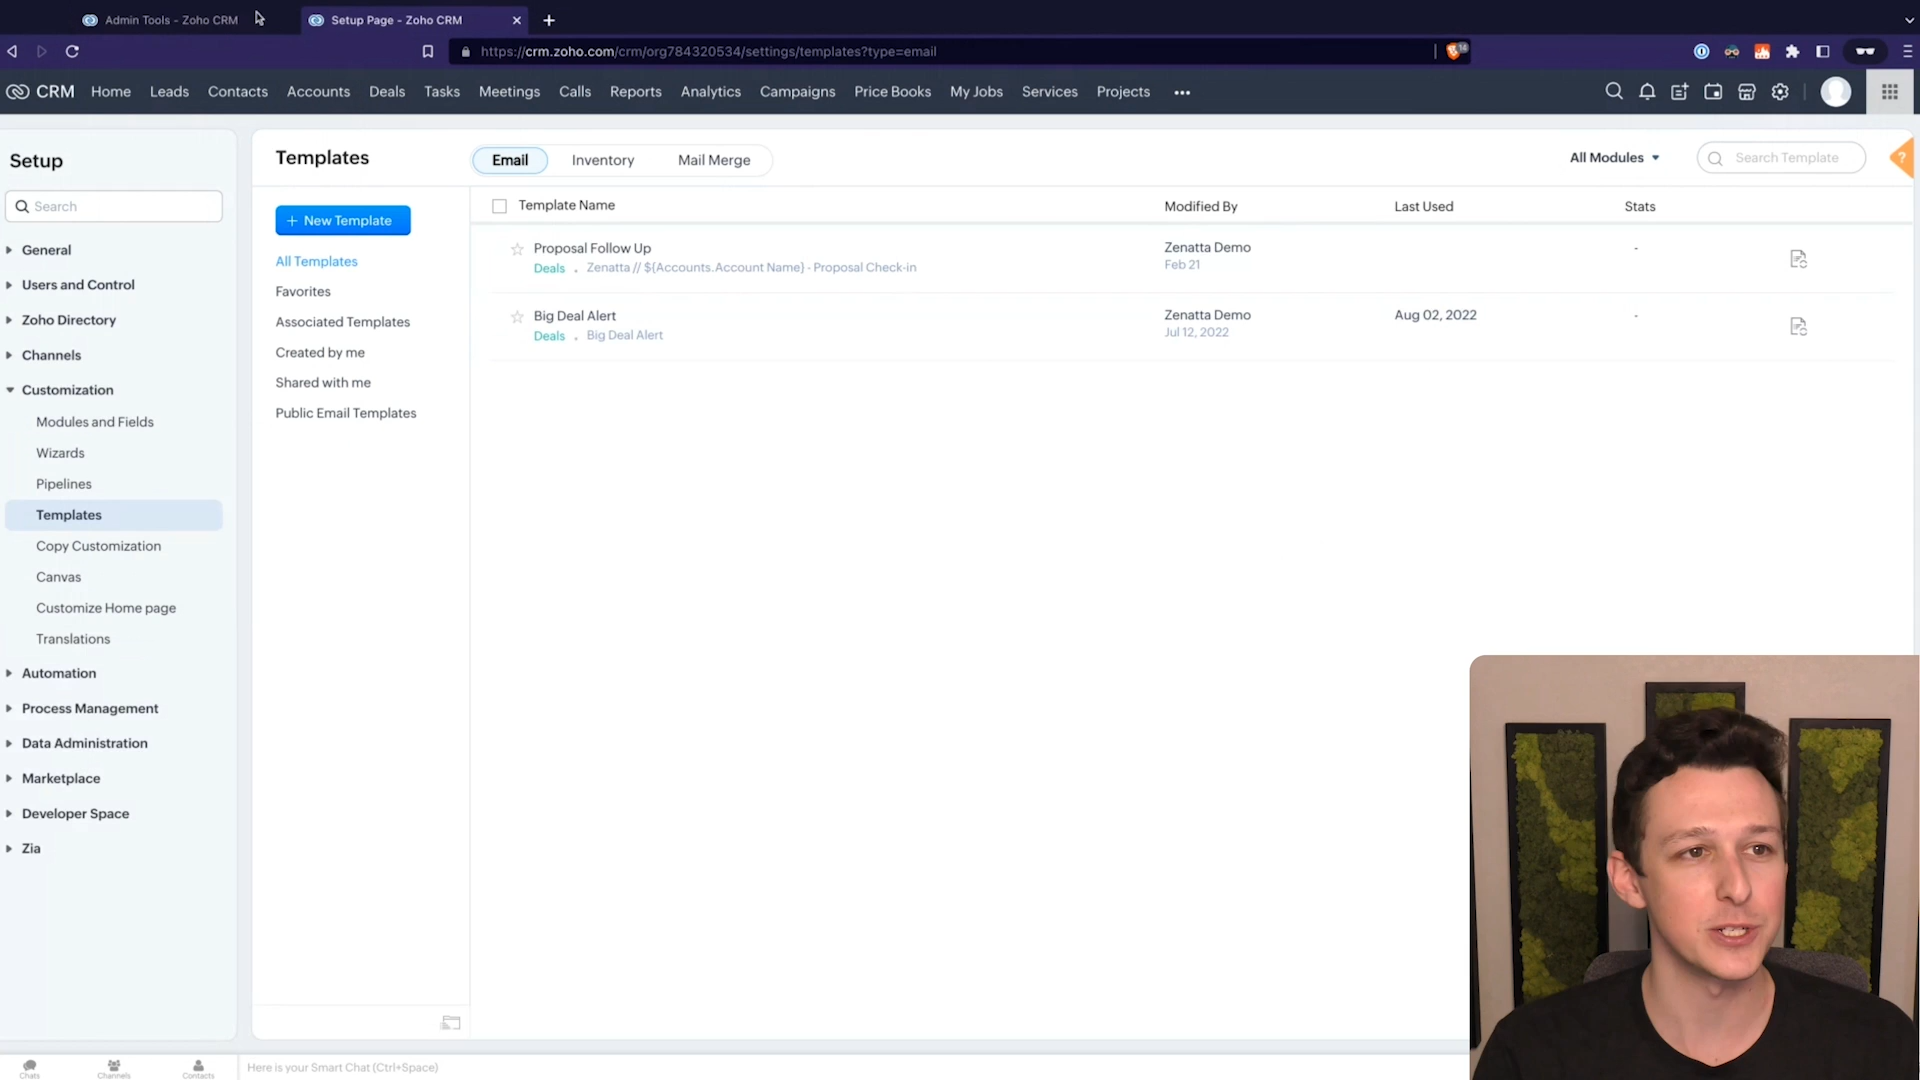 Admin Tools - Zoho CRM
Setup Page - Zoho CRM
https://crm.zoho.com/crm/org784320534/settings/templates?type=email
14
CRM Home Leads Contacts Accounts Deals Tasks Meetings Calls Reports Analytics Campaigns Price Books My Jobs Services Projects
Setup
Search
General
Users and Control
Zoho Directory
Channels
Customization
Modules and Fields
Wizards
Pipelines
Templates
Copy Customization
Canvas
Customize Home page
Translations
Automation
Process Management
Data Administration
Marketplace
Developer Space
Zia
Templates
Email Inventory Mail Merge
All Modules
Search Template
?
+ New Template
All Templates
Favorites
Associated Templates
Created by me
Shared with me
Public Email Templates
Template Name Modified By Last Used Stats
Proposal Follow Up Zenatta Demo -
Deals . Zenatta // ${Accounts.Account Name} - Proposal Check-in Feb 21
Big Deal Alert Zenatta Demo Aug 02, 2022 -
Deals . Big Deal Alert Jul 12, 2022
Chats Channels Contacts
Here is your Smart Chat (Ctrl+Space)